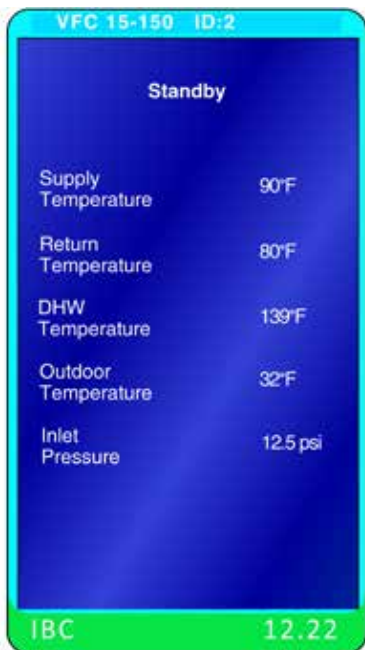 VFC 15-150 ID:2
Standby
Supply
Temperature 90°F
Return
Temperature 80°F
DHW
Temperature 139°F
Outdoor
Temperature 32°F
Inlet
Pressure 12.5 psi
IBC 12.22